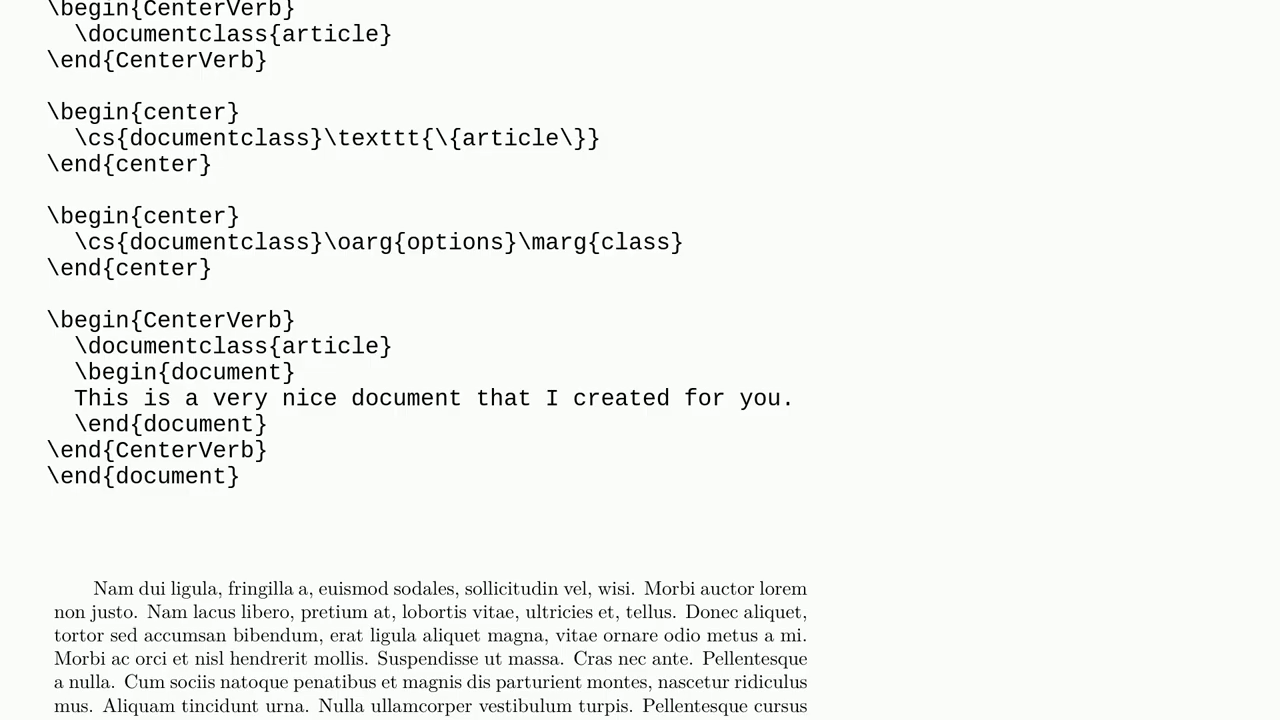 \begin{CenterVerb}
  \documentclass{article}
\end{CenterVerb}

\begin{center}
  \cs{documentclass}\texttt{\{article\}}
\end{center}

\begin{center}
  \cs{documentclass}\oarg{options}\marg{class}
\end{center}

\begin{CenterVerb}
  \documentclass{article}
  \begin{document}
  This is a very nice document that I created for you.
  \end{document}
\end{CenterVerb}
\end{document}

Nam dui ligula, fringilla a, euismod sodales, sollicitudin vel, wisi. Morbi auctor lorem
non justo. Nam lacus libero, pretium at, lobortis vitae, ultricies et, tellus. Donec aliquet,
tortor sed accumsan bibendum, erat ligula aliquet magna, vitae ornare odio metus a mi.
Morbi ac orci et nisl hendrerit mollis. Suspendisse ut massa. Cras nec ante. Pellentesque
a nulla. Cum sociis natoque penatibus et magnis dis parturient montes, nascetur ridiculus
mus. Aliquam tincidunt urna. Nulla ullamcorper vestibulum turpis. Pellentesque cursus